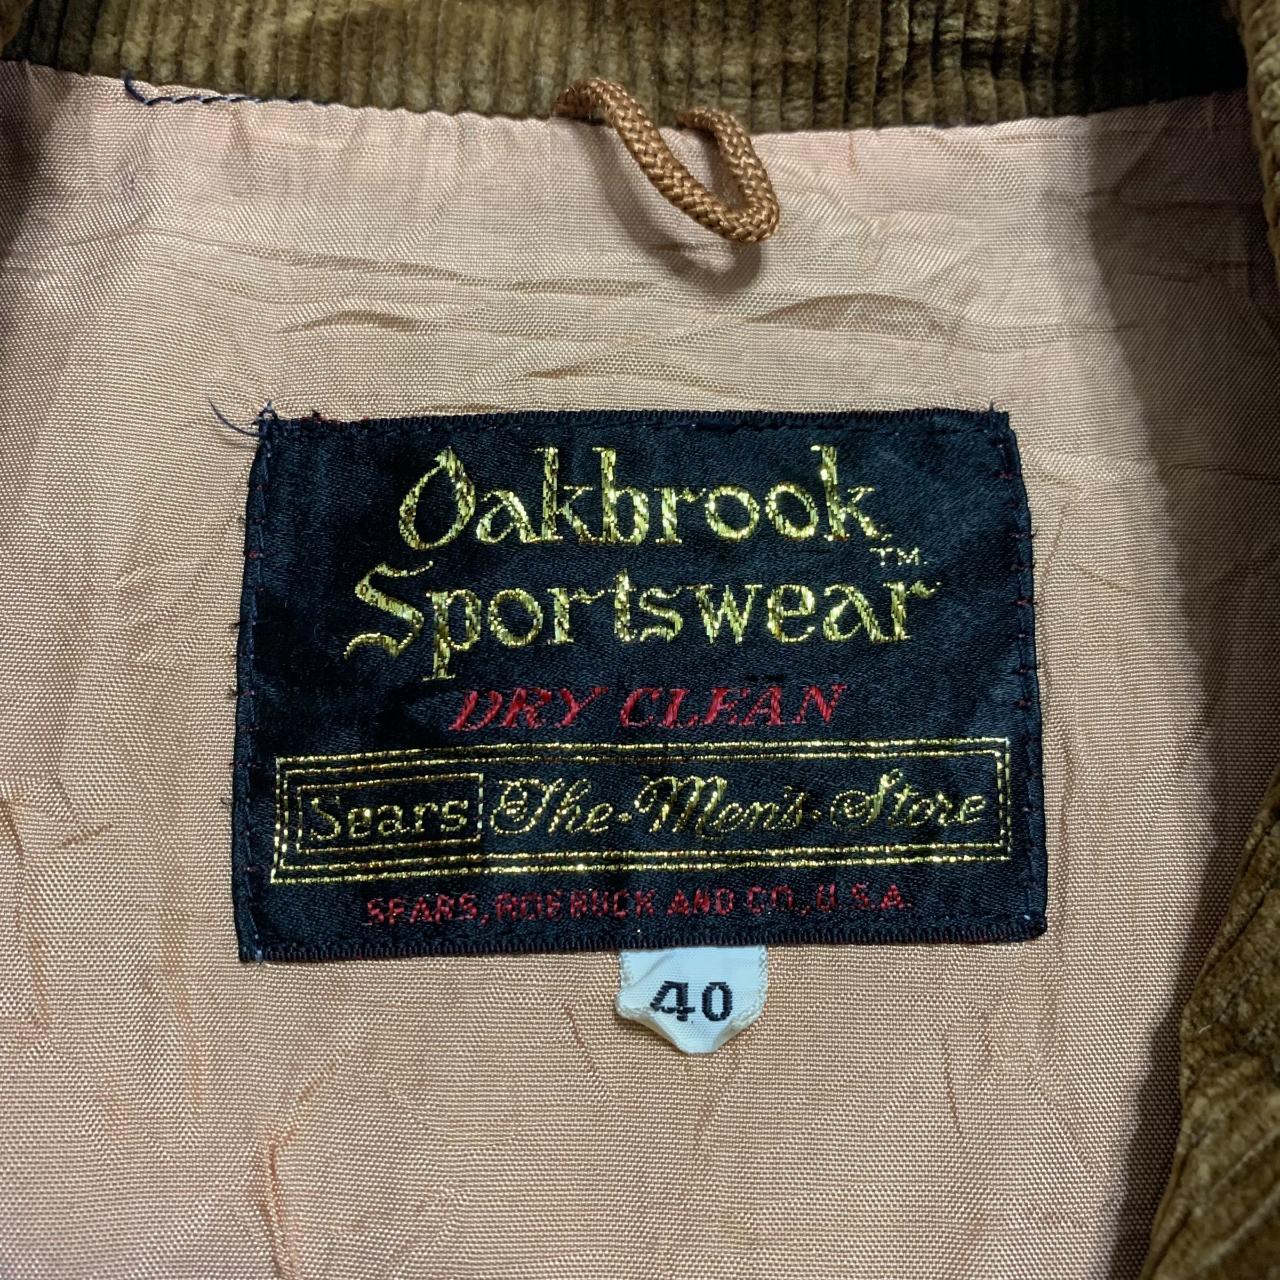 Oakbrook
TM.
Sportswear
DRY CLEAN
Sears The-Men's-Store
SEARS, ROEBUCK AND CO., U.S.A.
40